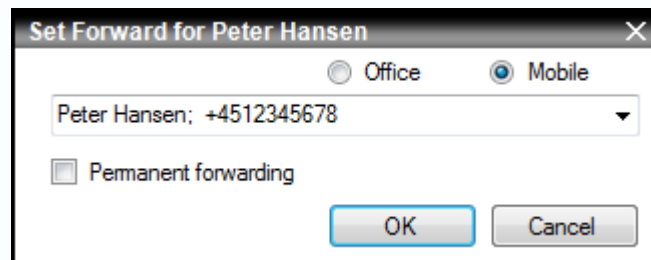 Set Forward for Peter Hansen
Office Mobile
Peter Hansen; +4512345678
Permanent forwarding
OK Cancel